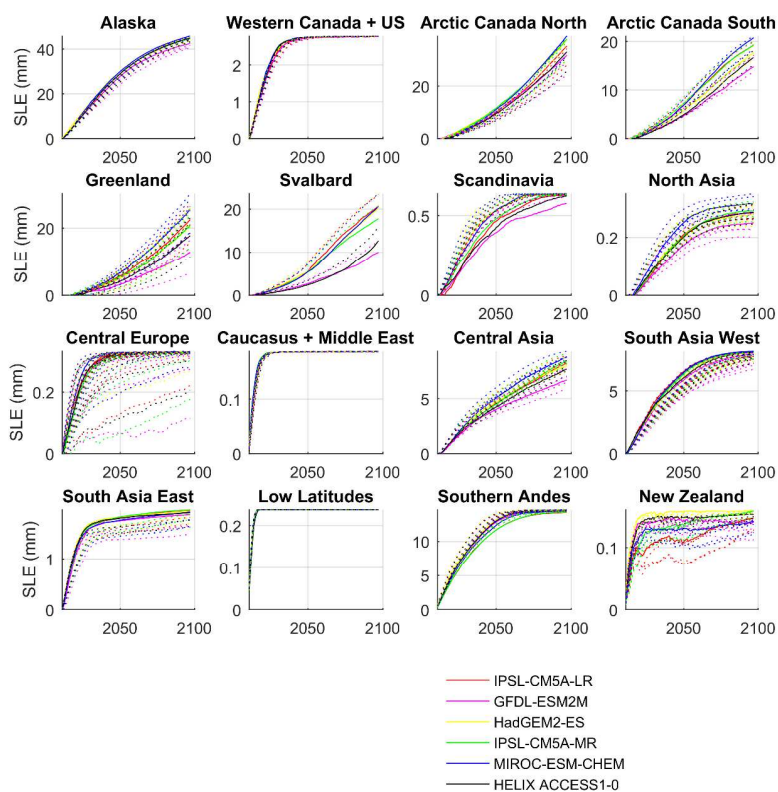 Alaska
Western Canada + US
Arctic Canada North
Arctic Canada South
SLE (mm)
40
20
0
2050
2100
2
1
0
2050
2100
20
0
2050
2100
20
10
0
2050
2100
Greenland
Svalbard
Scandinavia
North Asia
SLE (mm)
20
0
2050
2100
20
10
0
2050
2100
0.5
0
2050
2100
0.2
0
2050
2100
Central Europe
Caucasus + Middle East
Central Asia
South Asia West
SLE (mm)
0.2
0
2050
2100
0.1
0
2050
2100
5
0
2050
2100
5
0
2050
2100
South Asia East
Low Latitudes
Southern Andes
New Zealand
SLE (mm)
1
0
2050
2100
0.2
0
2050
2100
10
5
0
2050
2100
0.1
0
2050
2100
IPSL-CM5A-LR
GFDL-ESM2M
HadGEM2-ES
IPSL-CM5A-MR
MIROC-ESM-CHEM
HELIX ACCESS1-0